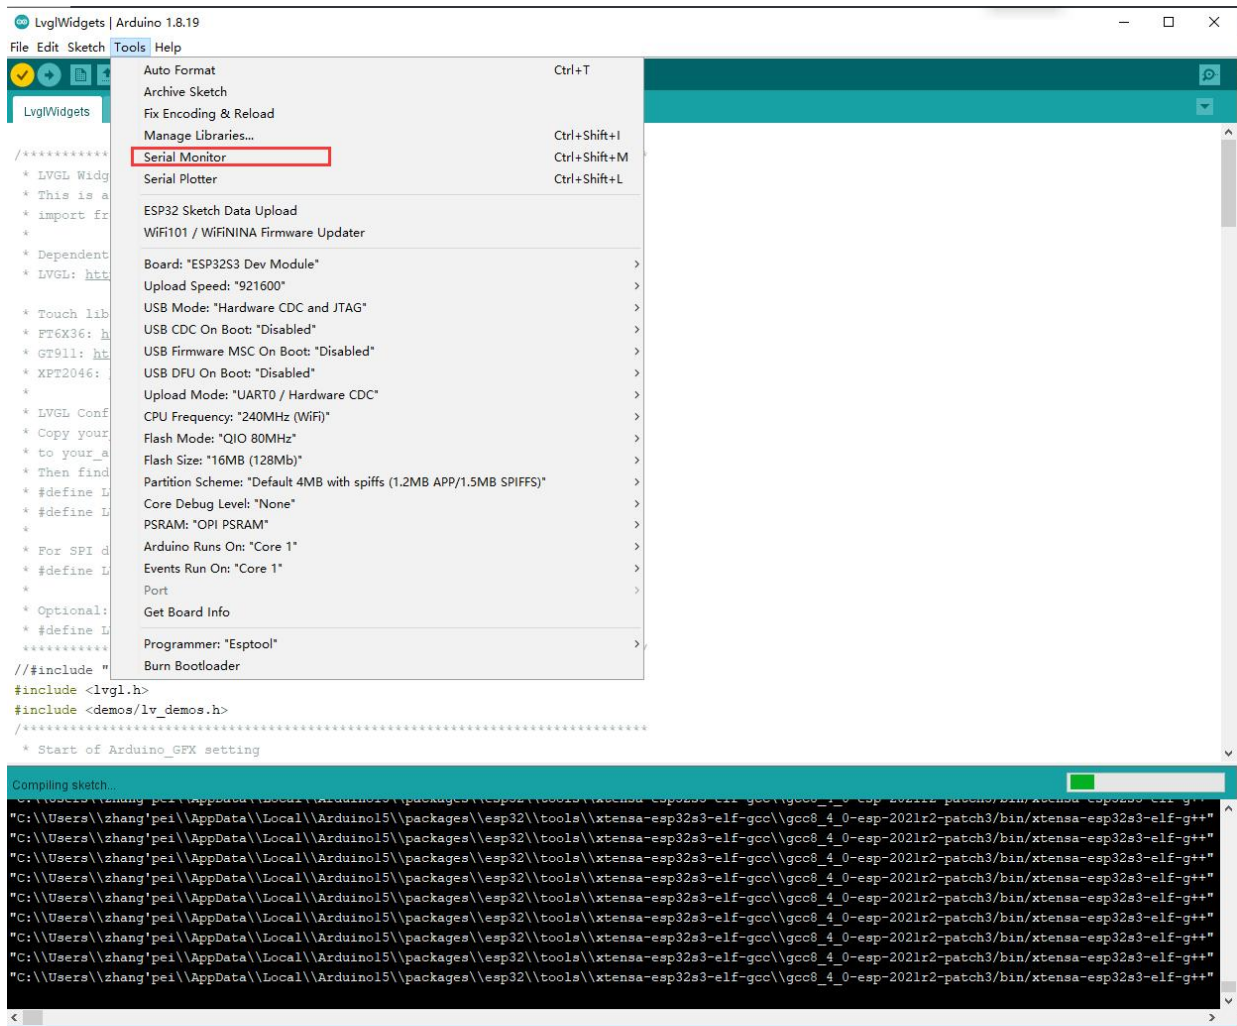 LvglWidgets | Arduino 1.8.19
File Edit Sketch Tools Help
LvglWidgets
Auto Format Ctrl+T
Archive Sketch
Fix Encoding & Reload
Manage Libraries... Ctrl+Shift+I
Serial Monitor Ctrl+Shift+M
Serial Plotter Ctrl+Shift+L
ESP32 Sketch Data Upload
WiFi101 / WiFiNINA Firmware Updater
Board: "ESP32S3 Dev Module"
Upload Speed: "921600"
USB Mode: "Hardware CDC and JTAG"
USB CDC On Boot: "Disabled"
USB Firmware MSC On Boot: "Disabled"
USB DFU On Boot: "Disabled"
Upload Mode: "UART0 / Hardware CDC"
CPU Frequency: "240MHz (WiFi)"
Flash Mode: "QIO 80MHz"
Flash Size: "16MB (128Mb)"
Partition Scheme: "Default 4MB with spiffs (1.2MB APP/1.5MB SPIFFS)"
Core Debug Level: "None"
PSRAM: "OPI PSRAM"
Arduino Runs On: "Core 1"
Events Run On: "Core 1"
Port
Get Board Info
Programmer: "Esptool"
Burn Bootloader
/***********
* LVGL Widg
* This is a
* import fr
*
* Dependent
* LVGL: htt
* Touch lib
* FT6X36: h
* GT911: ht
* XPT2046:
*
* LVGL Conf
* Copy your
* to your_a
* Then find
* #define L
* #define L
*
* For SPI d
* #define L
*
* Optional:
* #define L
***********
//#include "
#include <lvgl.h>
#include <demos/lv_demos.h>
/*******************************************************************************
* Start of Arduino_GFX setting
Compiling sketch...
"C:\\Users\\zhang'pei\\AppData\\Local\\Arduino15\\packages\\esp32\\tools\\xtensa-esp32s3-elf-gcc\\gcc8_4_0-esp-2021r2-patch3/bin/xtensa-esp32s3-elf-g++"
"C:\\Users\\zhang'pei\\AppData\\Local\\Arduino15\\packages\\esp32\\tools\\xtensa-esp32s3-elf-gcc\\gcc8_4_0-esp-2021r2-patch3/bin/xtensa-esp32s3-elf-g++"
"C:\\Users\\zhang'pei\\AppData\\Local\\Arduino15\\packages\\esp32\\tools\\xtensa-esp32s3-elf-gcc\\gcc8_4_0-esp-2021r2-patch3/bin/xtensa-esp32s3-elf-g++"
"C:\\Users\\zhang'pei\\AppData\\Local\\Arduino15\\packages\\esp32\\tools\\xtensa-esp32s3-elf-gcc\\gcc8_4_0-esp-2021r2-patch3/bin/xtensa-esp32s3-elf-g++"
"C:\\Users\\zhang'pei\\AppData\\Local\\Arduino15\\packages\\esp32\\tools\\xtensa-esp32s3-elf-gcc\\gcc8_4_0-esp-2021r2-patch3/bin/xtensa-esp32s3-elf-g++"
"C:\\Users\\zhang'pei\\AppData\\Local\\Arduino15\\packages\\esp32\\tools\\xtensa-esp32s3-elf-gcc\\gcc8_4_0-esp-2021r2-patch3/bin/xtensa-esp32s3-elf-g++"
"C:\\Users\\zhang'pei\\AppData\\Local\\Arduino15\\packages\\esp32\\tools\\xtensa-esp32s3-elf-gcc\\gcc8_4_0-esp-2021r2-patch3/bin/xtensa-esp32s3-elf-g++"
"C:\\Users\\zhang'pei\\AppData\\Local\\Arduino15\\packages\\esp32\\tools\\xtensa-esp32s3-elf-gcc\\gcc8_4_0-esp-2021r2-patch3/bin/xtensa-esp32s3-elf-g++"
"C:\\Users\\zhang'pei\\AppData\\Local\\Arduino15\\packages\\esp32\\tools\\xtensa-esp32s3-elf-gcc\\gcc8_4_0-esp-2021r2-patch3/bin/xtensa-esp32s3-elf-g++"